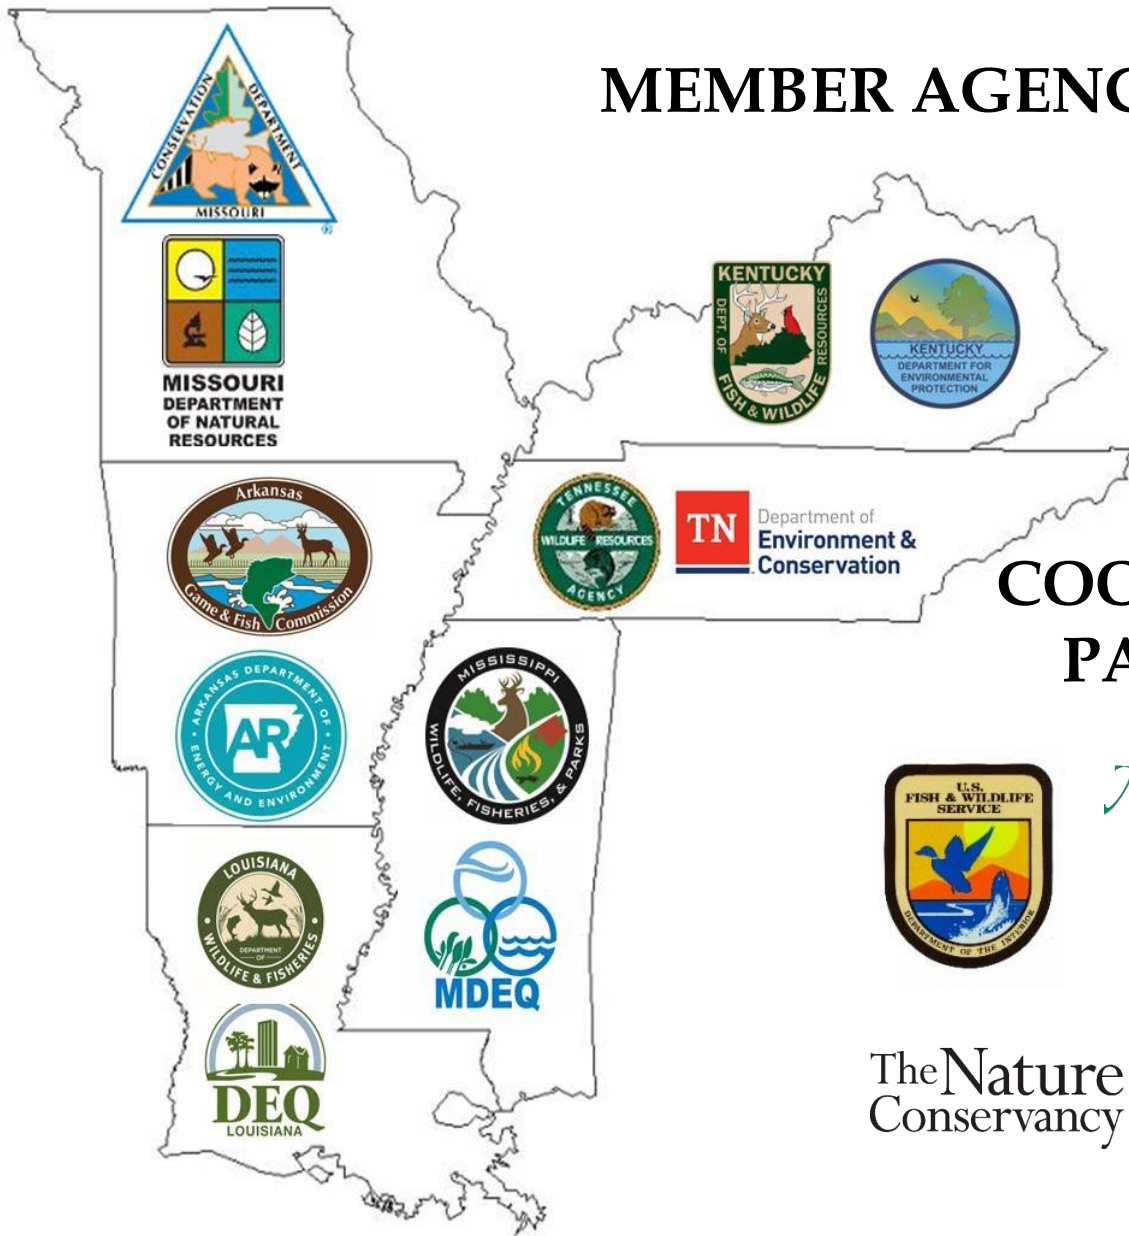 MEMBER AGENC
CONSERVATION
DEPARTMENT
MISSOURI
®
MISSOURI
DEPARTMENT
OF NATURAL
RESOURCES
KENTUCKY
DEPT. OF
FISH & WILDLIFE
RESOURCES
KENTUCKY
DEPARTMENT FOR
ENVIRONMENTAL
PROTECTION
Arkansas
Game & Fish Commission
TENNESSEE
WILDLIFE RESOURCES
AGENCY
TN
Department of
Environment &
Conservation
COO
PA
ARKANSAS DEPARTMENT OF
ENERGY AND ENVIRONMENT
AR
MISSISSIPPI
WILDLIFE, FISHERIES, & PARKS
U.S.
FISH & WILDLIFE
SERVICE
DEPARTMENT OF THE INTERIOR
LOUISIANA
DEPARTMENT
OF
WILDLIFE & FISHERIES
MDEQ
DEQ
LOUISIANA
The Nature
Conservancy